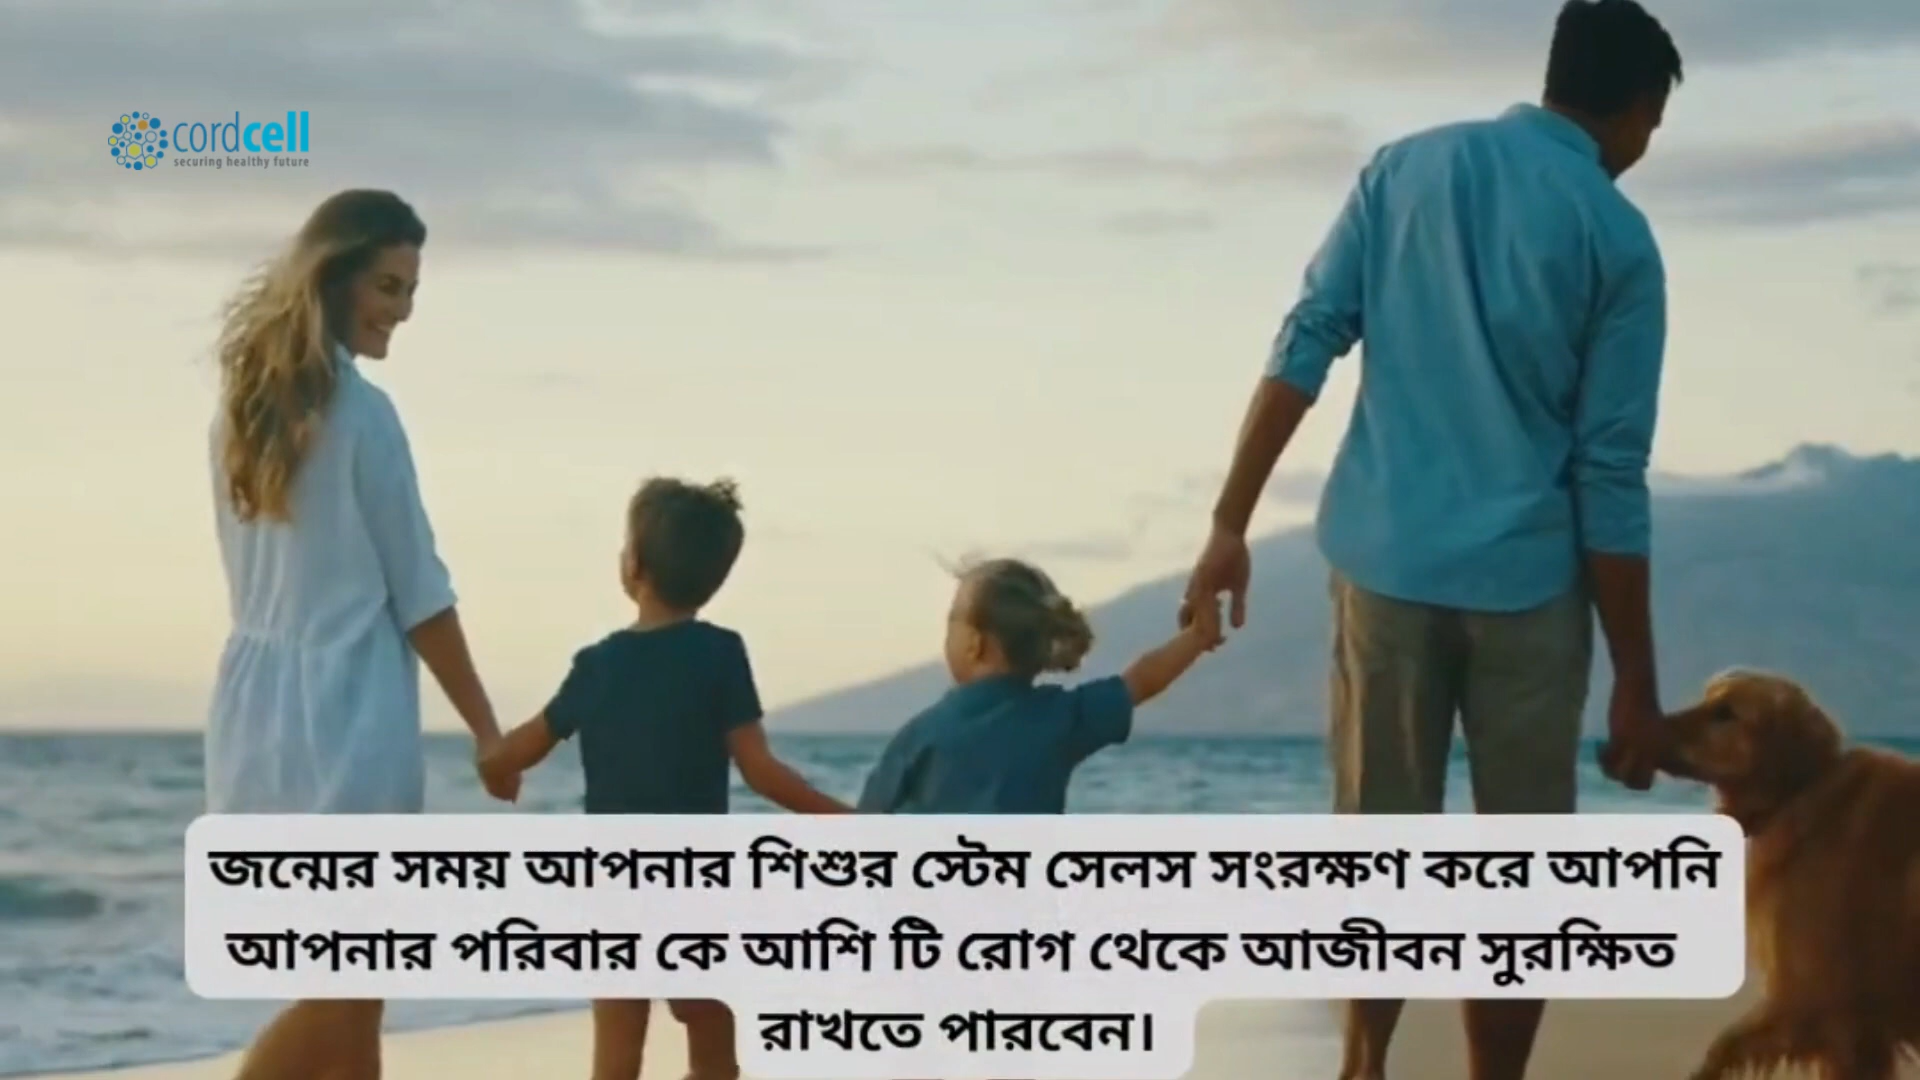 cordcell
securing healthy future
জন্মের সময় আপনার শিশুর স্টেম সেলস সংরক্ষণ করে আপনি
আপনার পরিবার কে আশি টি রোগ থেকে আজীবন সুরক্ষিত
রাখতে পারবেন।